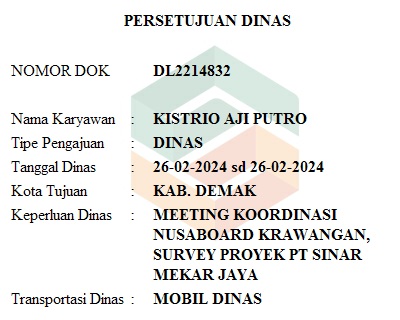 PERSETUJUAN DINAS
NOMOR DOK DL2214832
Nama Karyawan : KISTRIO AJI PUTRO
Tipe Pengajuan : DINAS
Tanggal Dinas : 26-02-2024 sd 26-02-2024
Kota Tujuan : KAB. DEMAK
Keperluan Dinas : MEETING KOORDINASI
NUSABOARD KRAWANGAN,
SURVEY PROYEK PT SINAR
MEKAR JAYA
Transportasi Dinas : MOBIL DINAS